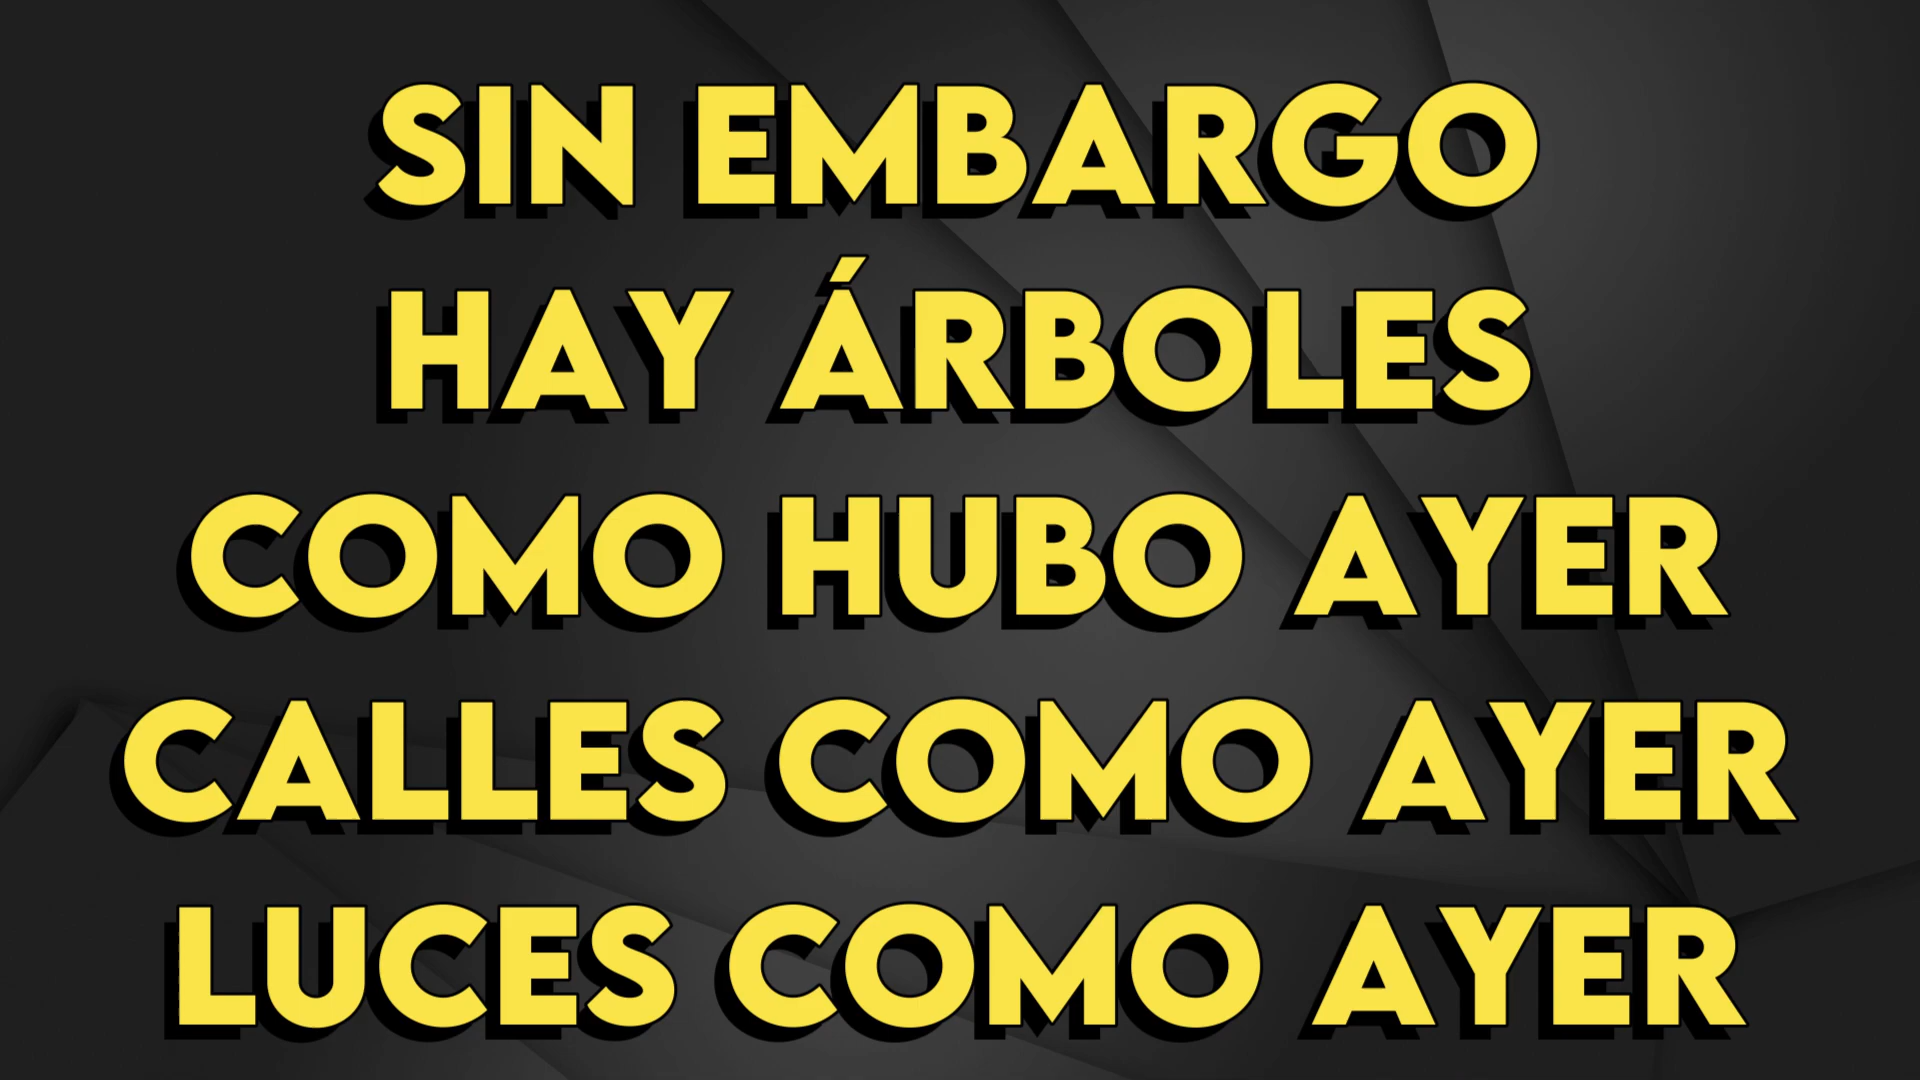 SIN EMBARGO
HAY ÁRBOLES
COMO HUBO AYER
CALLES COMO AYER
LUCES COMO AYER